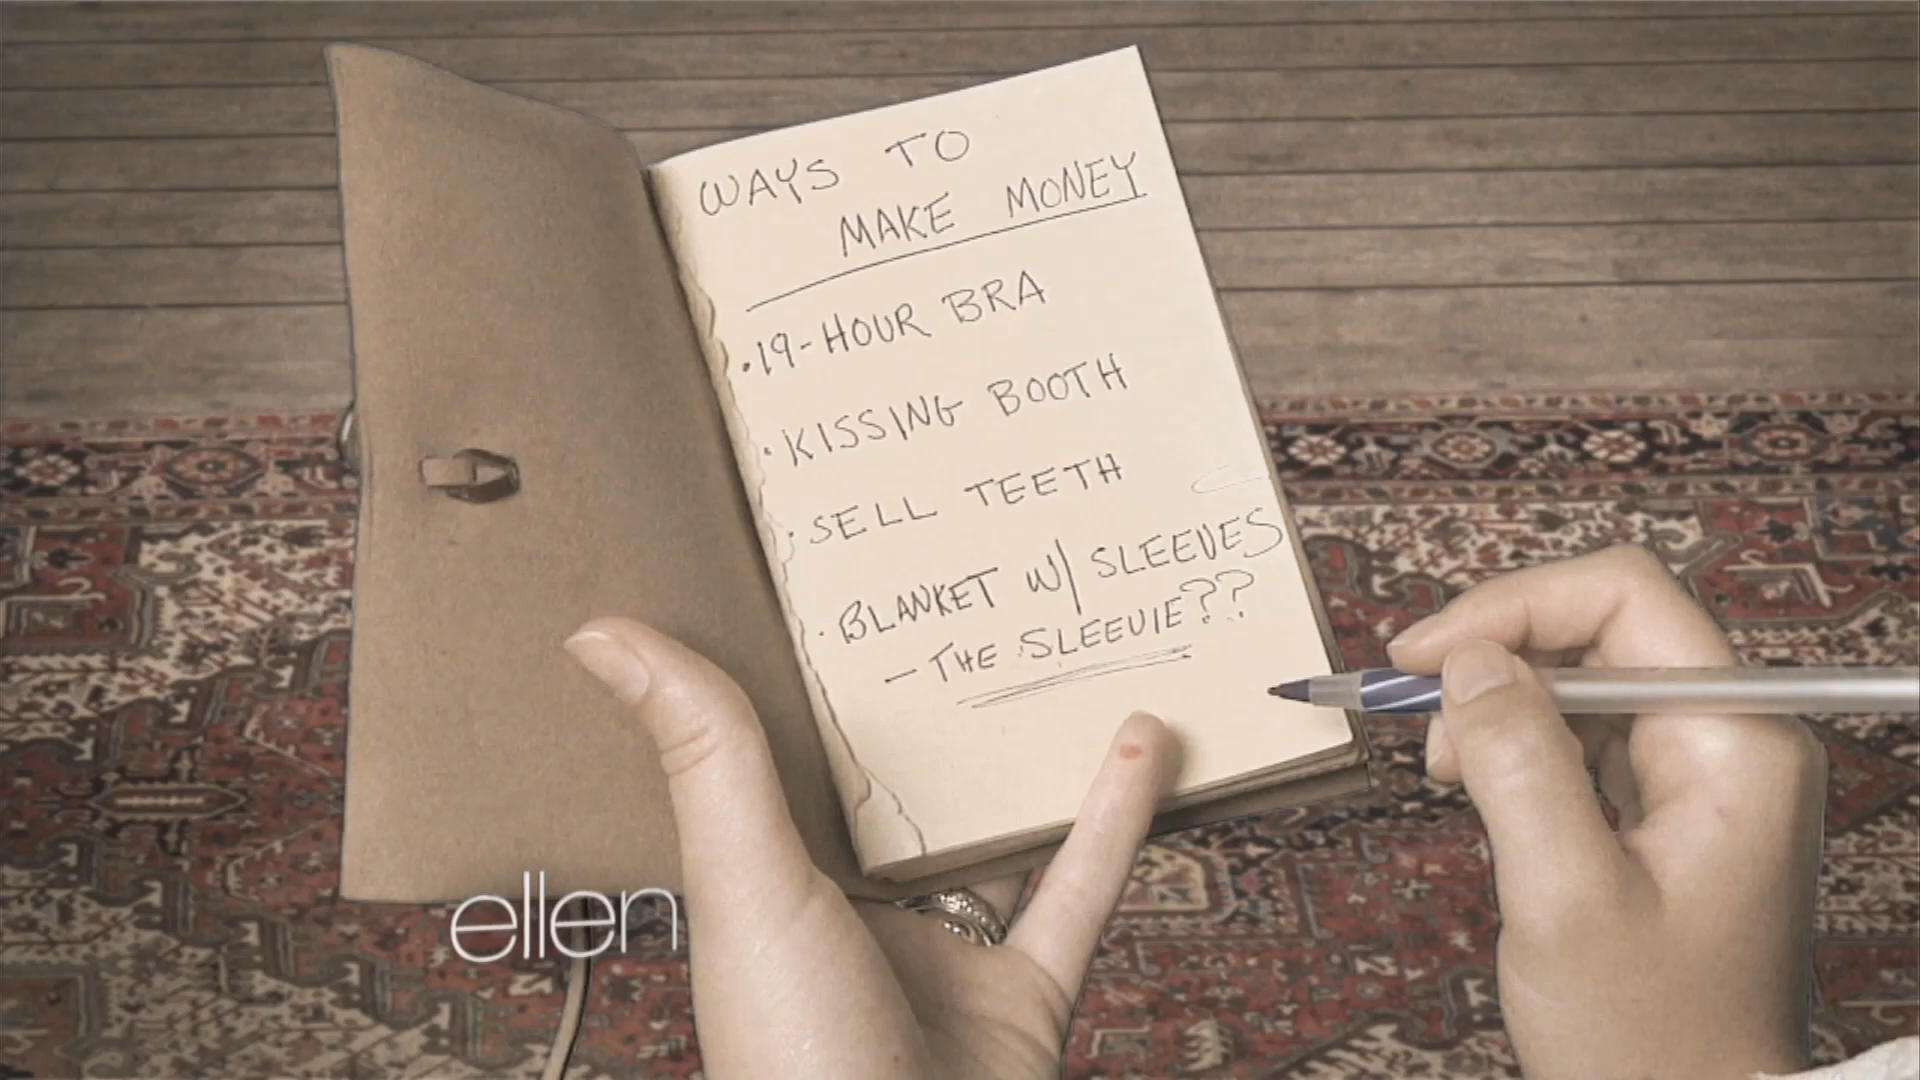 WAYS TO
MAKE MONEY
• 19-HOUR BRA
• KISSING BOOTH
• SELL TEETH
• BLANKET W/ SLEEVES
- THE SLEEVIE??
ellen